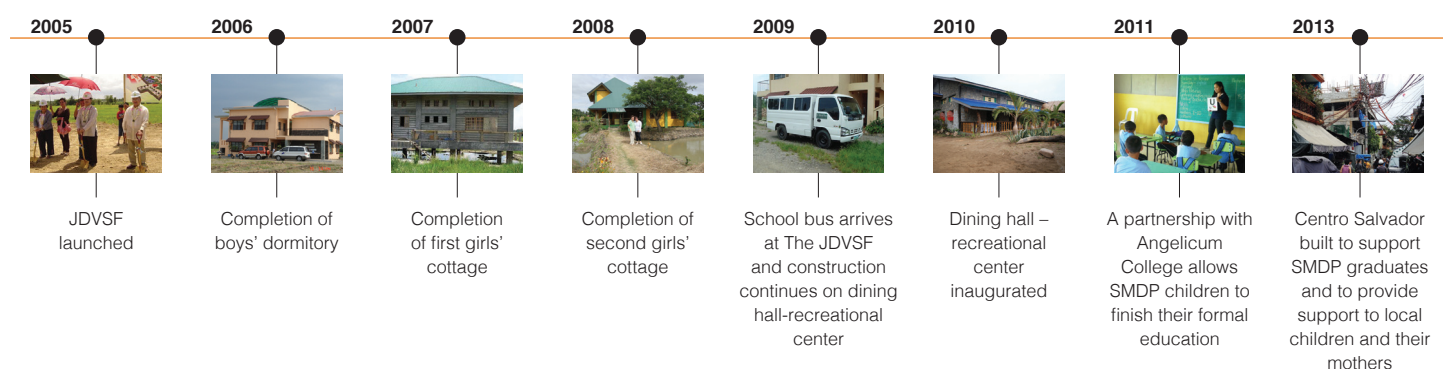 2005
2006
2007
2008
2009
2010
2011
2013
JDVSF
launched
Completion of
boys’ dormitory
Completion
of first girls’
cottage
Completion of
second girls’
cottage
School bus arrives
at The JDVSF
and construction
continues on dining
hall-recreational
center
Dining hall –
recreational
center
inaugurated
A partnership with
Angelicum
College allows
SMDP children to
finish their formal
education
Centro Salvador
built to support
SMDP graduates
and to provide
support to local
children and their
mothers